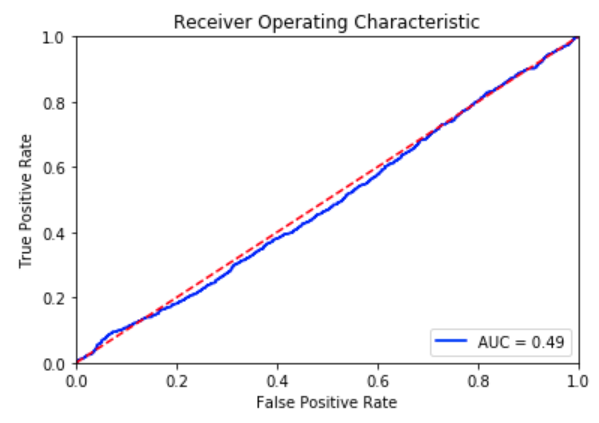 Receiver Operating Characteristic
1.0
0.8
0.6
0.4
0.2
0.0
True Positive Rate
AUC = 0.49
0.0 0.2 0.4 0.6 0.8 1.0
False Positive Rate